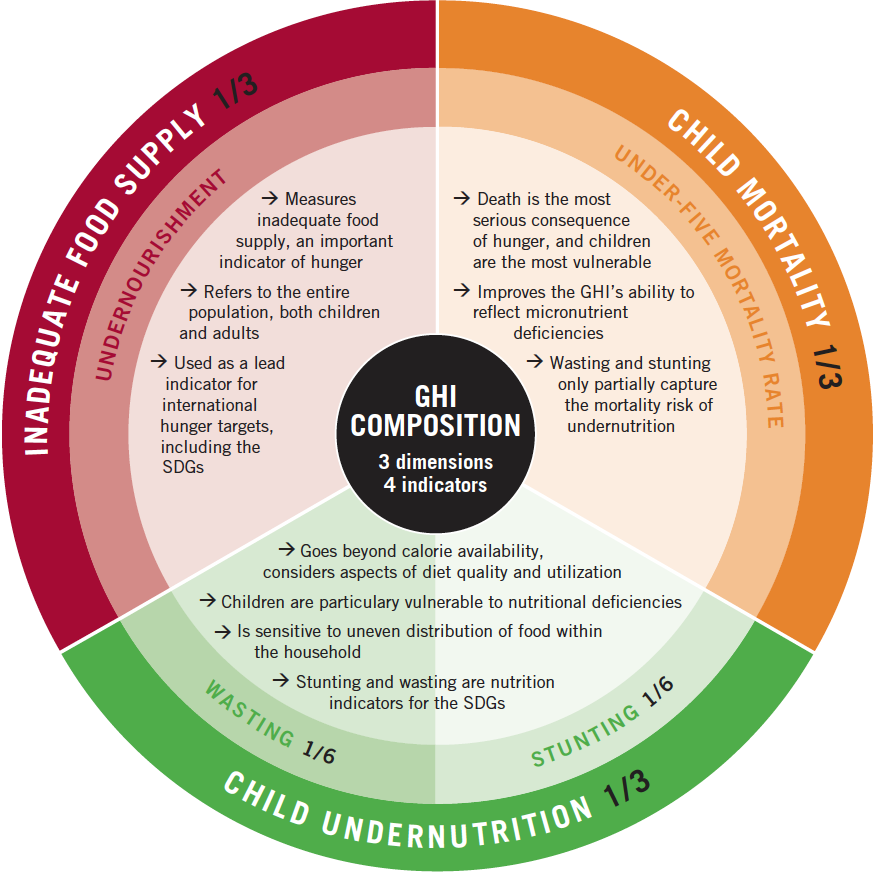 INADEQUATE FOOD SUPPLY 1/3
UNDERNOURISHMENT
→ Measures
inadequate food
supply, an important
indicator of hunger
→ Refers to the entire
population, both children
and adults
→ Used as a lead
indicator for
international
hunger targets,
including the
SDGs
CHILD MORTALITY 1/3
UNDER-FIVE MORTALITY RATE
→ Death is the most
serious consequence
of hunger, and children
are the most vulnerable
→ Improves the GHI’s ability to
reflect micronutrient
deficiencies
→ Wasting and stunting
only partially capture
the mortality risk of
undernutrition
GHI
COMPOSITION
3 dimensions
4 indicators
→ Goes beyond calorie availability,
considers aspects of diet quality and utilization
→ Children are particulary vulnerable to nutritional deficiencies
→ Is sensitive to uneven distribution of food within
the household
→ Stunting and wasting are nutrition
indicators for the SDGs
WASTING 1/6
STUNTING 1/6
CHILD UNDERNUTRITION 1/3